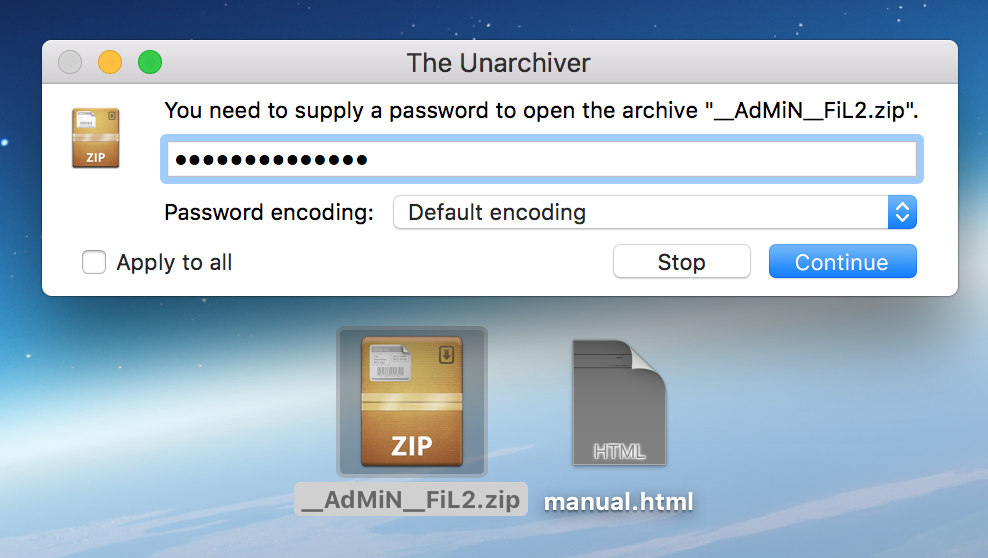 The Unarchiver
You need to supply a password to open the archive "__AdMiN__FiL2.zip".
ZIP
••••••••••••••
Password encoding: Default encoding
Apply to all
Stop
Continue
ZIP
HTML
__AdMiN__FiL2.zip
manual.html